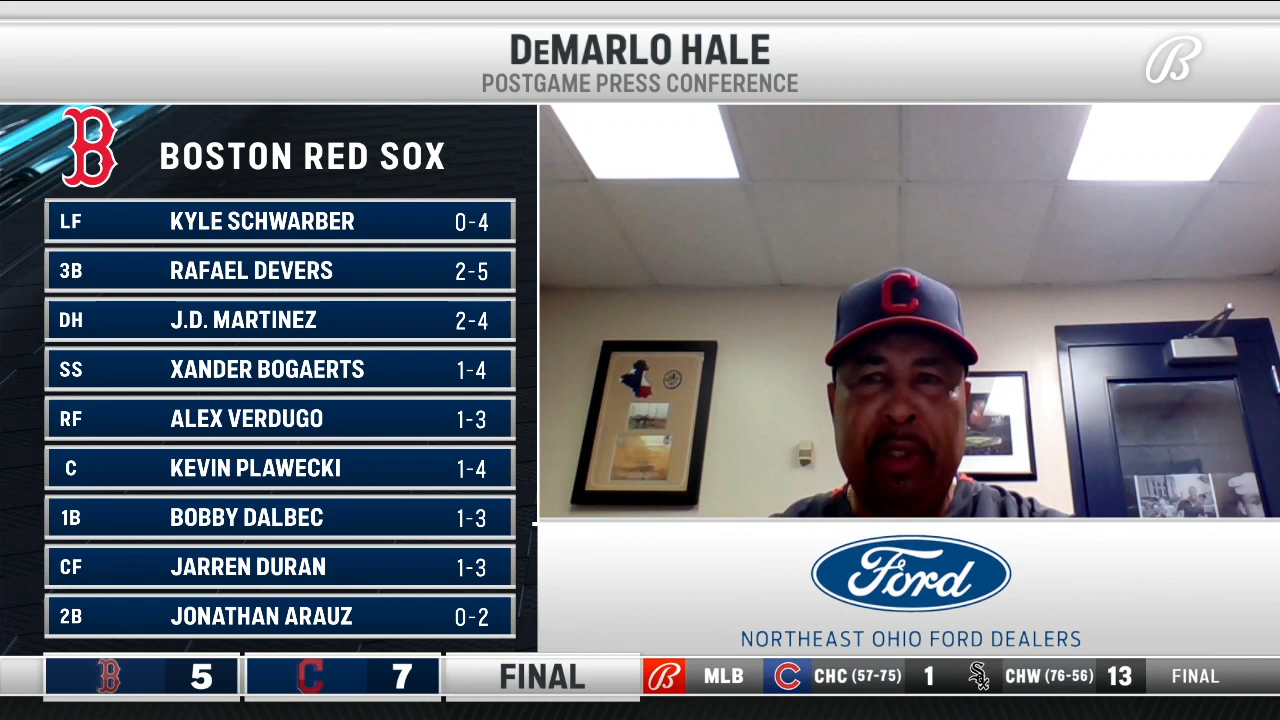 DeMARLO HALE
POSTGAME PRESS CONFERENCE
B
B
BOSTON RED SOX
LF KYLE SCHWARBER 0-4
3B RAFAEL DEVERS 2-5
DH J.D. MARTINEZ 2-4
SS XANDER BOGAERTS 1-4
RF ALEX VERDUGO 1-3
C KEVIN PLAWECKI 1-4
1B BOBBY DALBEC 1-3
CF JARREN DURAN 1-3
2B JONATHAN ARAUZ 0-2
C
Ford
NORTHEAST OHIO FORD DEALERS
B 5 C 7 FINAL B MLB C CHC (57-75) 1 Sox CHW (76-56) 13 FINAL